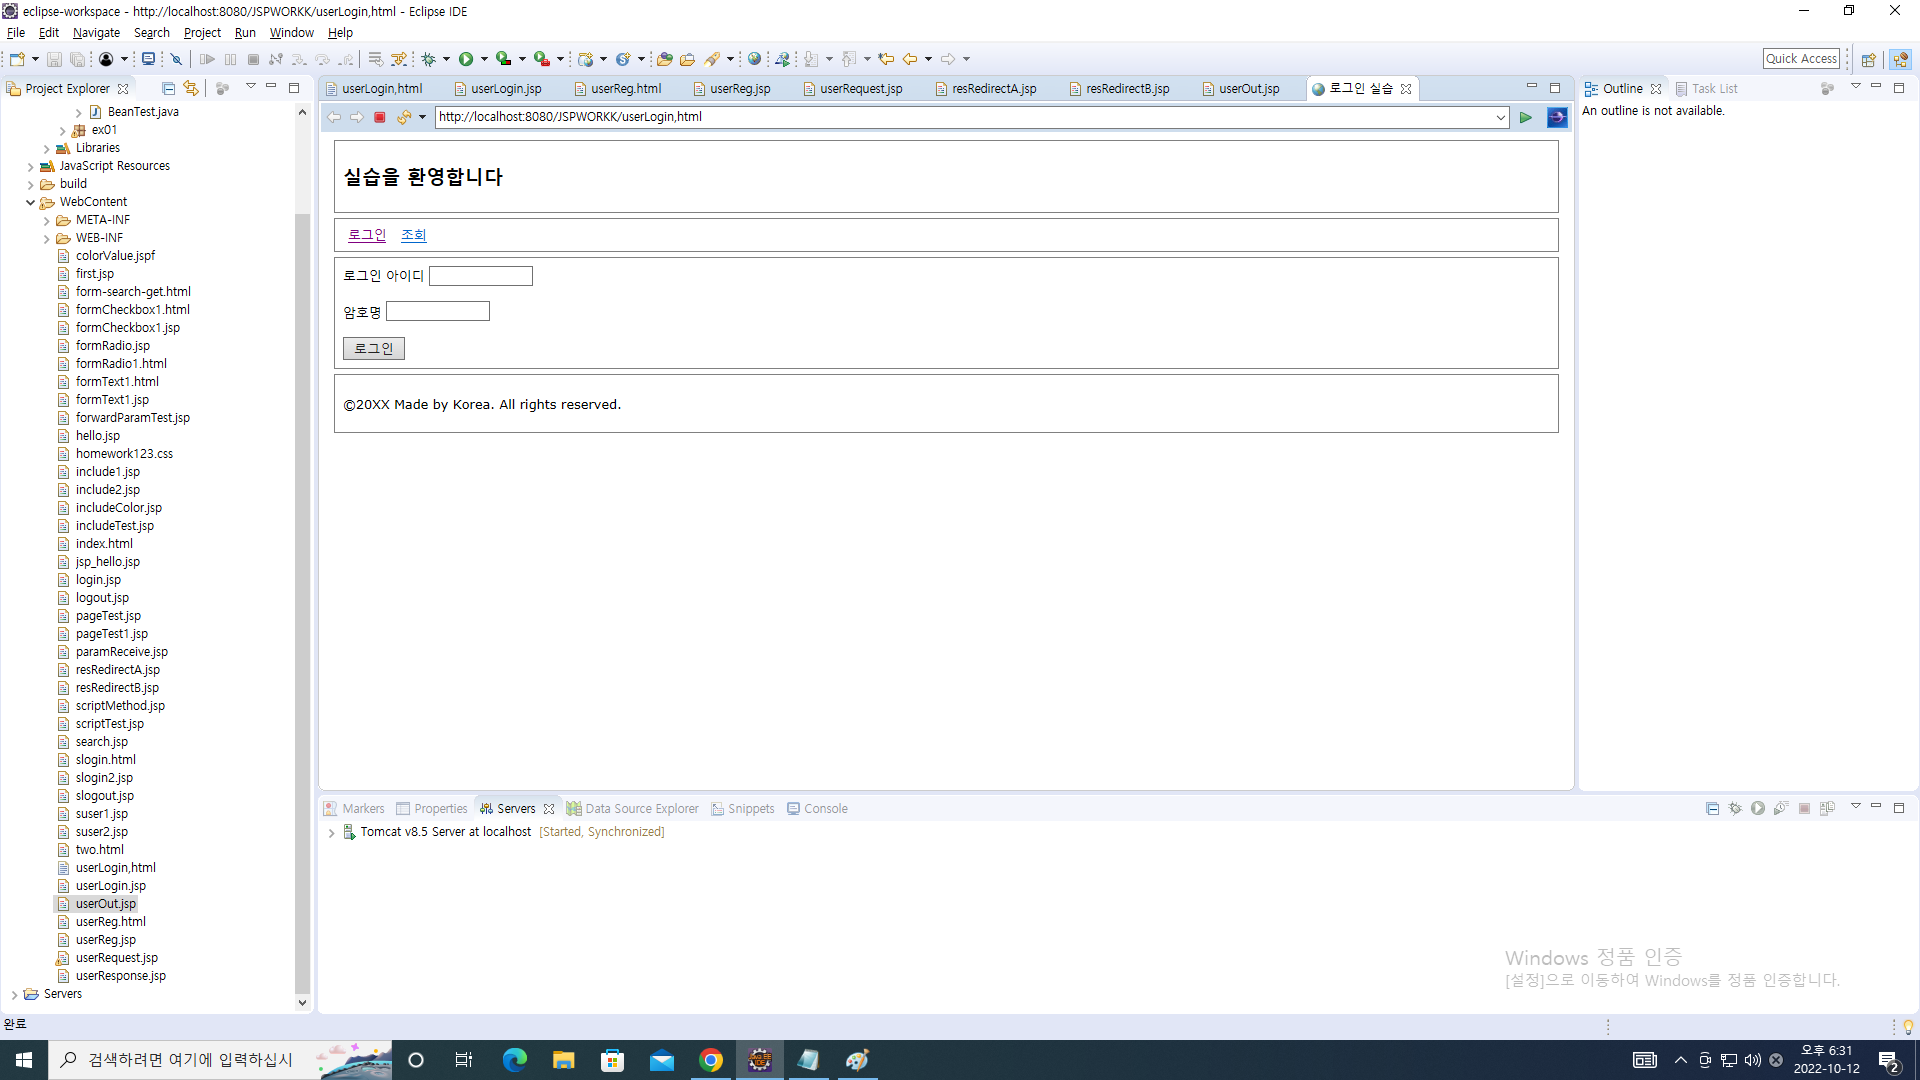 eclipse-workspace - http://localhost:8080/JSPWORKK/userLogin,html - Eclipse IDE
File Edit Navigate Search Project Run Window Help
Quick Access
Project Explorer
BeanTest.java
ex01
Libraries
JavaScript Resources
build
WebContent
META-INF
WEB-INF
colorValue.jspf
first.jsp
form-search-get.html
formCheckbox1.html
formCheckbox1.jsp
formRadio.jsp
formRadio1.html
formText1.html
formText1.jsp
forwardParamTest.jsp
hello.jsp
homework123.css
include1.jsp
include2.jsp
includeColor.jsp
includeTest.jsp
index.html
jsp_hello.jsp
login.jsp
logout.jsp
pageTest.jsp
pageTest1.jsp
paramReceive.jsp
resRedirectA.jsp
resRedirectB.jsp
scriptMethod.jsp
scriptTest.jsp
search.jsp
slogin.html
slogin2.jsp
slogout.jsp
suser1.jsp
suser2.jsp
two.html
userLogin,html
userLogin.jsp
userOut.jsp
userReg.html
userReg.jsp
userRequest.jsp
userResponse.jsp
Servers
userLogin,html userLogin.jsp userReg.html userReg.jsp userRequest.jsp resRedirectA.jsp resRedirectB.jsp userOut.jsp 로그인 실습
http://localhost:8080/JSPWORKK/userLogin,html
실습을 환영합니다
로그인 조회
로그인 아이디
암호명
로그인
©20XX Made by Korea. All rights reserved.
Outline Task List
An outline is not available.
Markers Properties Servers Data Source Explorer Snippets Console
Tomcat v8.5 Server at localhost [Started, Synchronized]
Windows 정품 인증
[설정]으로 이동하여 Windows를 정품 인증합니다.
완료
검색하려면 여기에 입력하십시
오후 6:31
2022-10-12
2